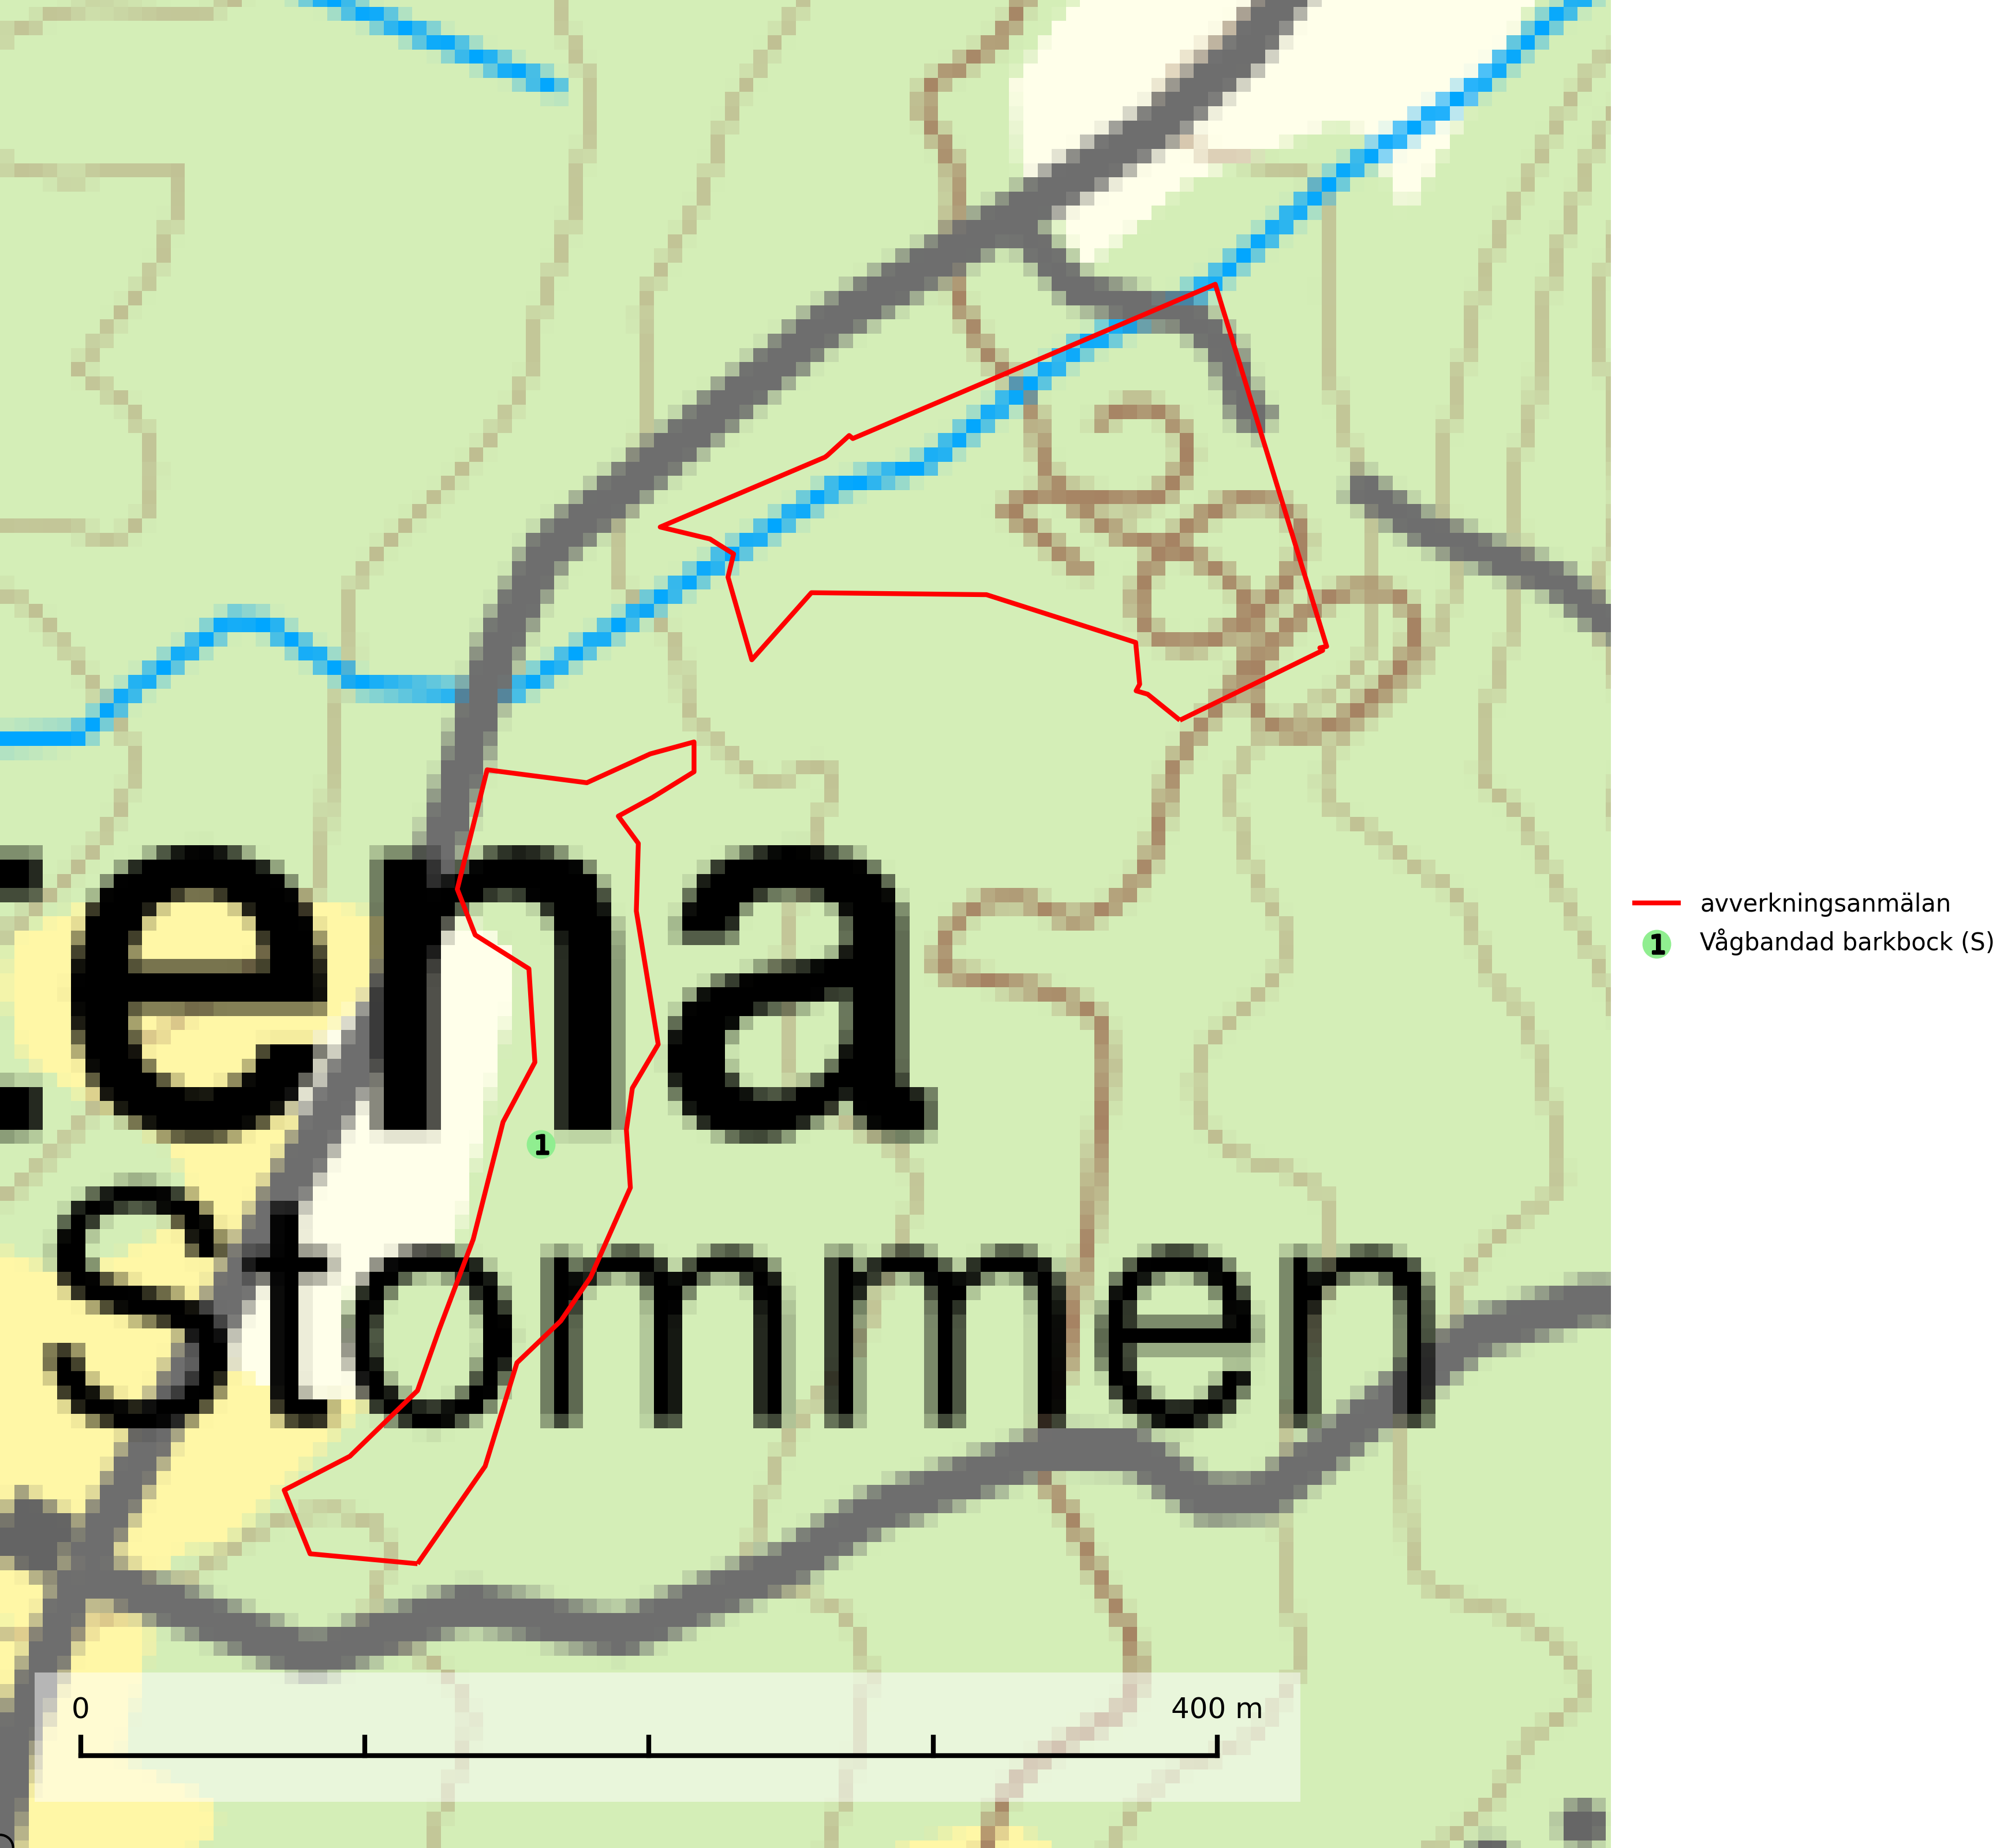 ena
stommen
avverkningsanmälan
1 Vågbandad barkbock (S)
1
0 400 m